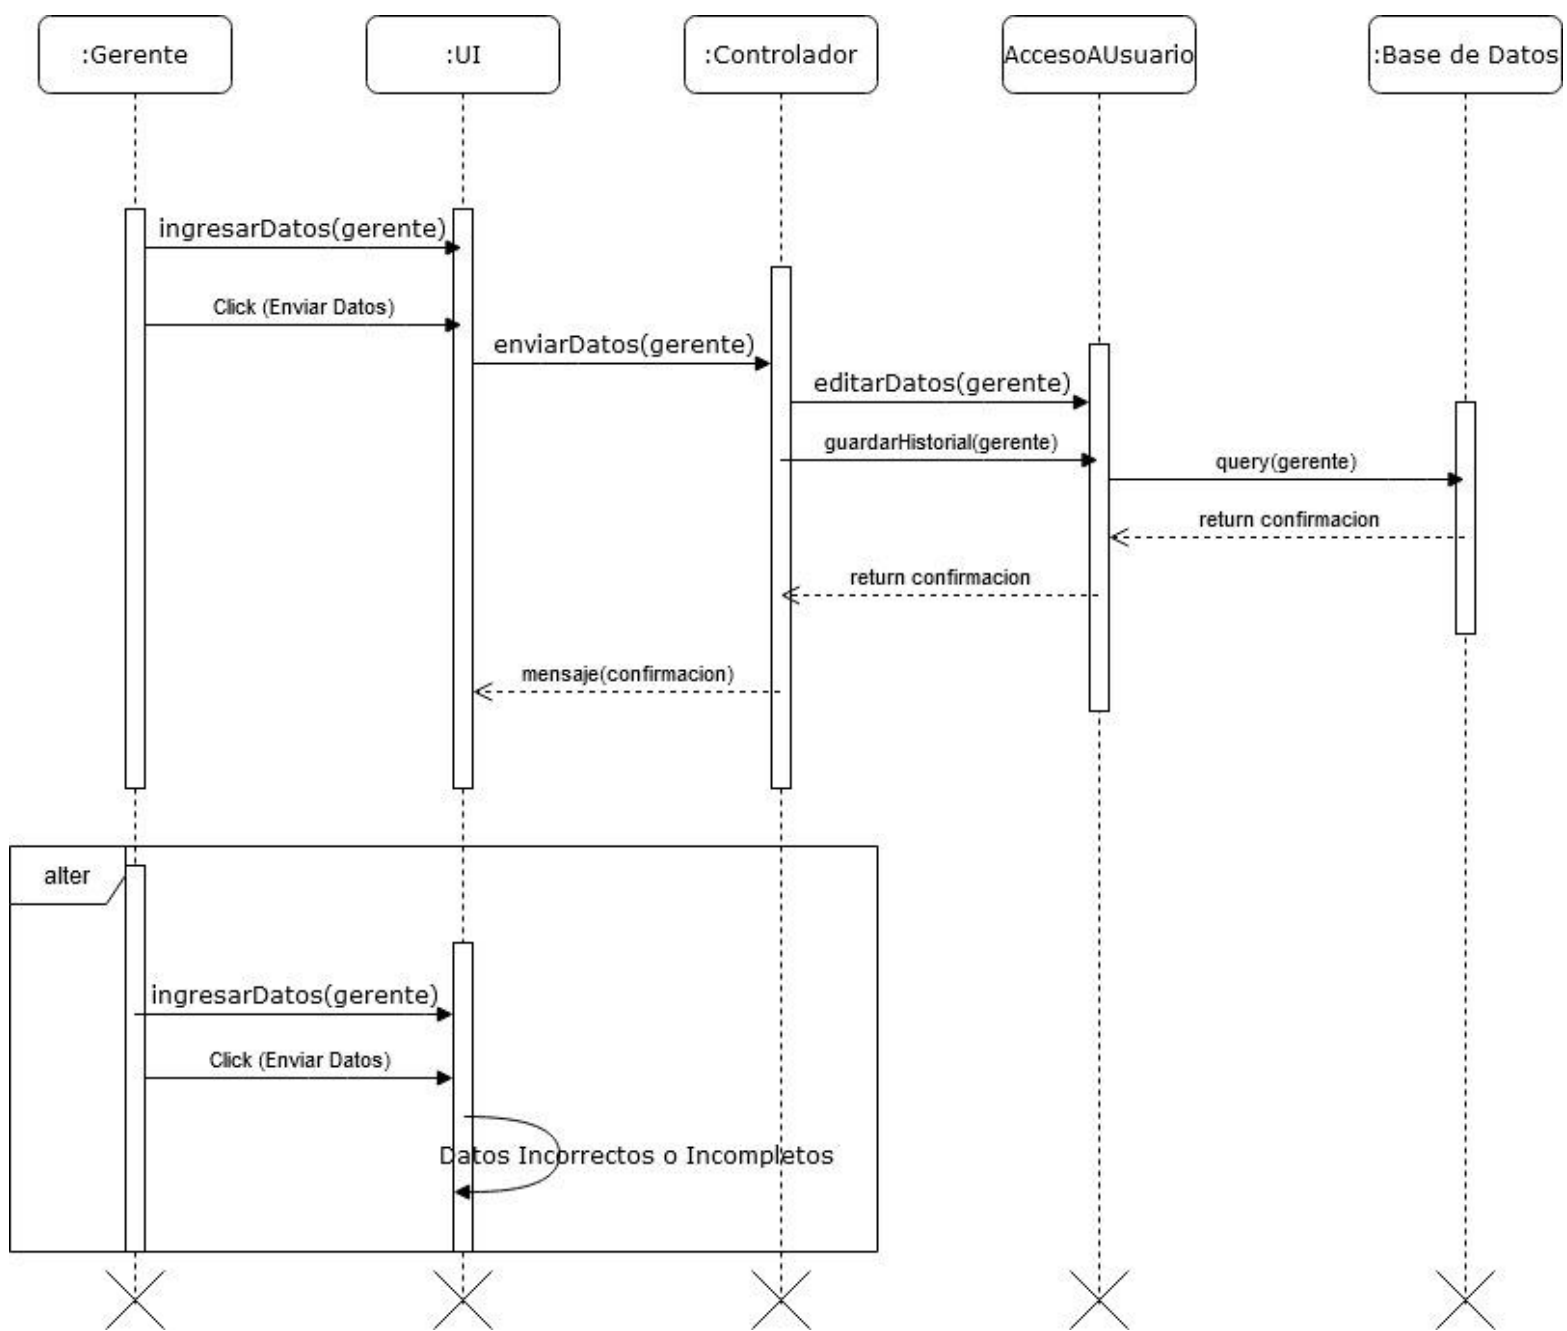 :Gerente
:UI
:Controlador
AccesoAUsuario
:Base de Datos
ingresarDatos(gerente)
Click (Enviar Datos)
enviarDatos(gerente)
editarDatos(gerente)
guardarHistorial(gerente)
query(gerente)
return confirmacion
return confirmacion
mensaje(confirmacion)
alter
ingresarDatos(gerente)
Click (Enviar Datos)
Datos Incorrectos o Incompletos